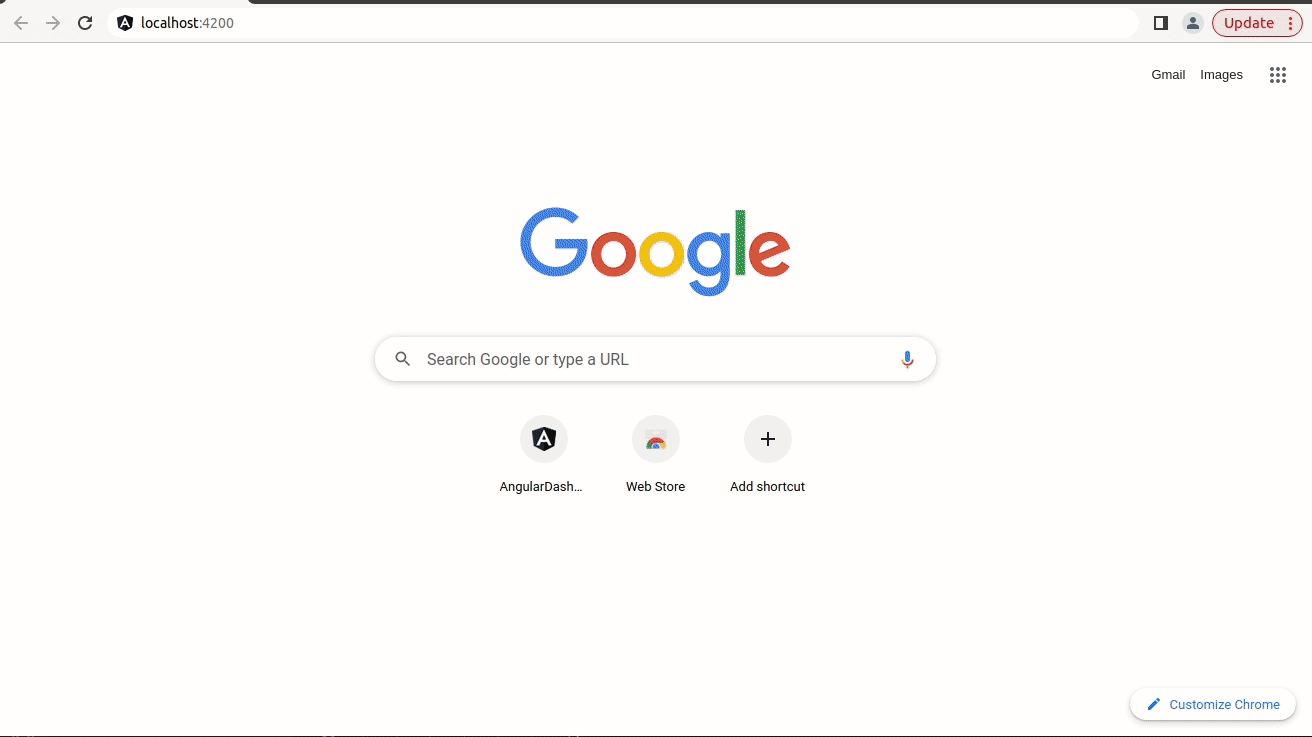 localhost:4200
Update
Gmail Images
Google
Search Google or type a URL
AngularDash... Web Store Add shortcut
Customize Chrome